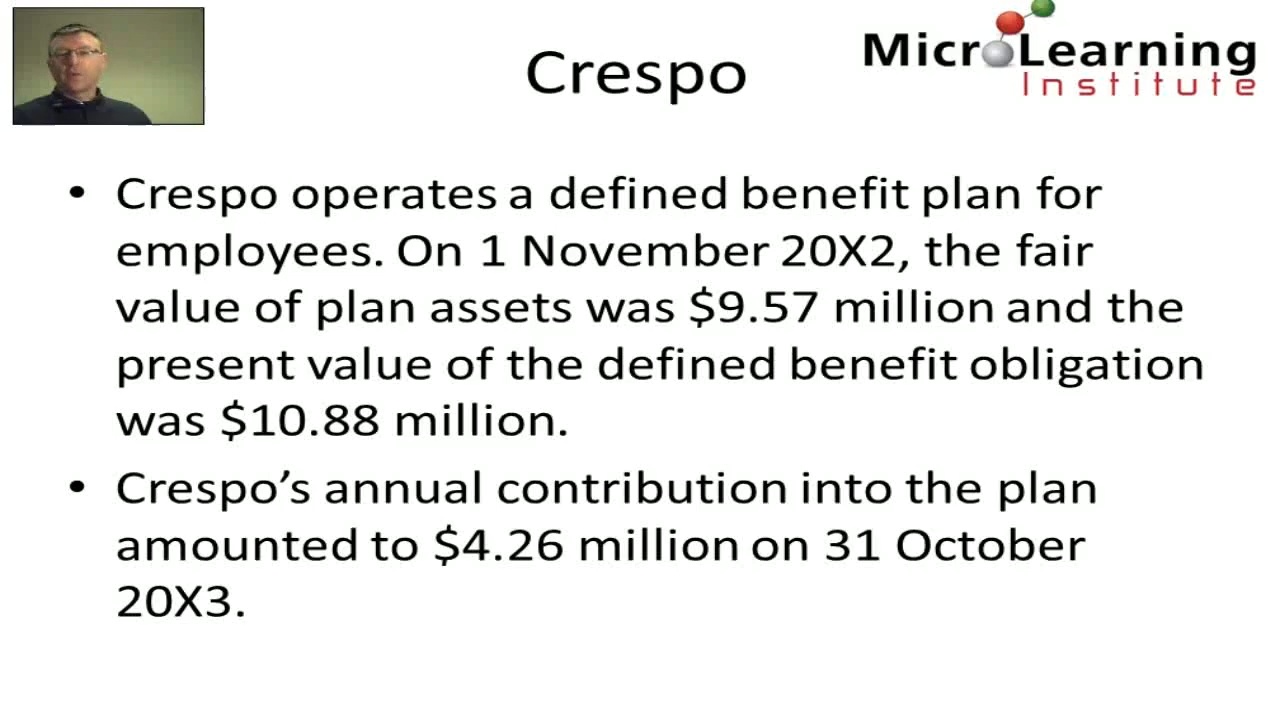 Crespo
MicroLearning
Institute
• Crespo operates a defined benefit plan for
employees. On 1 November 20X2, the fair
value of plan assets was $9.57 million and the
present value of the defined benefit obligation
was $10.88 million.
• Crespo’s annual contribution into the plan
amounted to $4.26 million on 31 October
20X3.